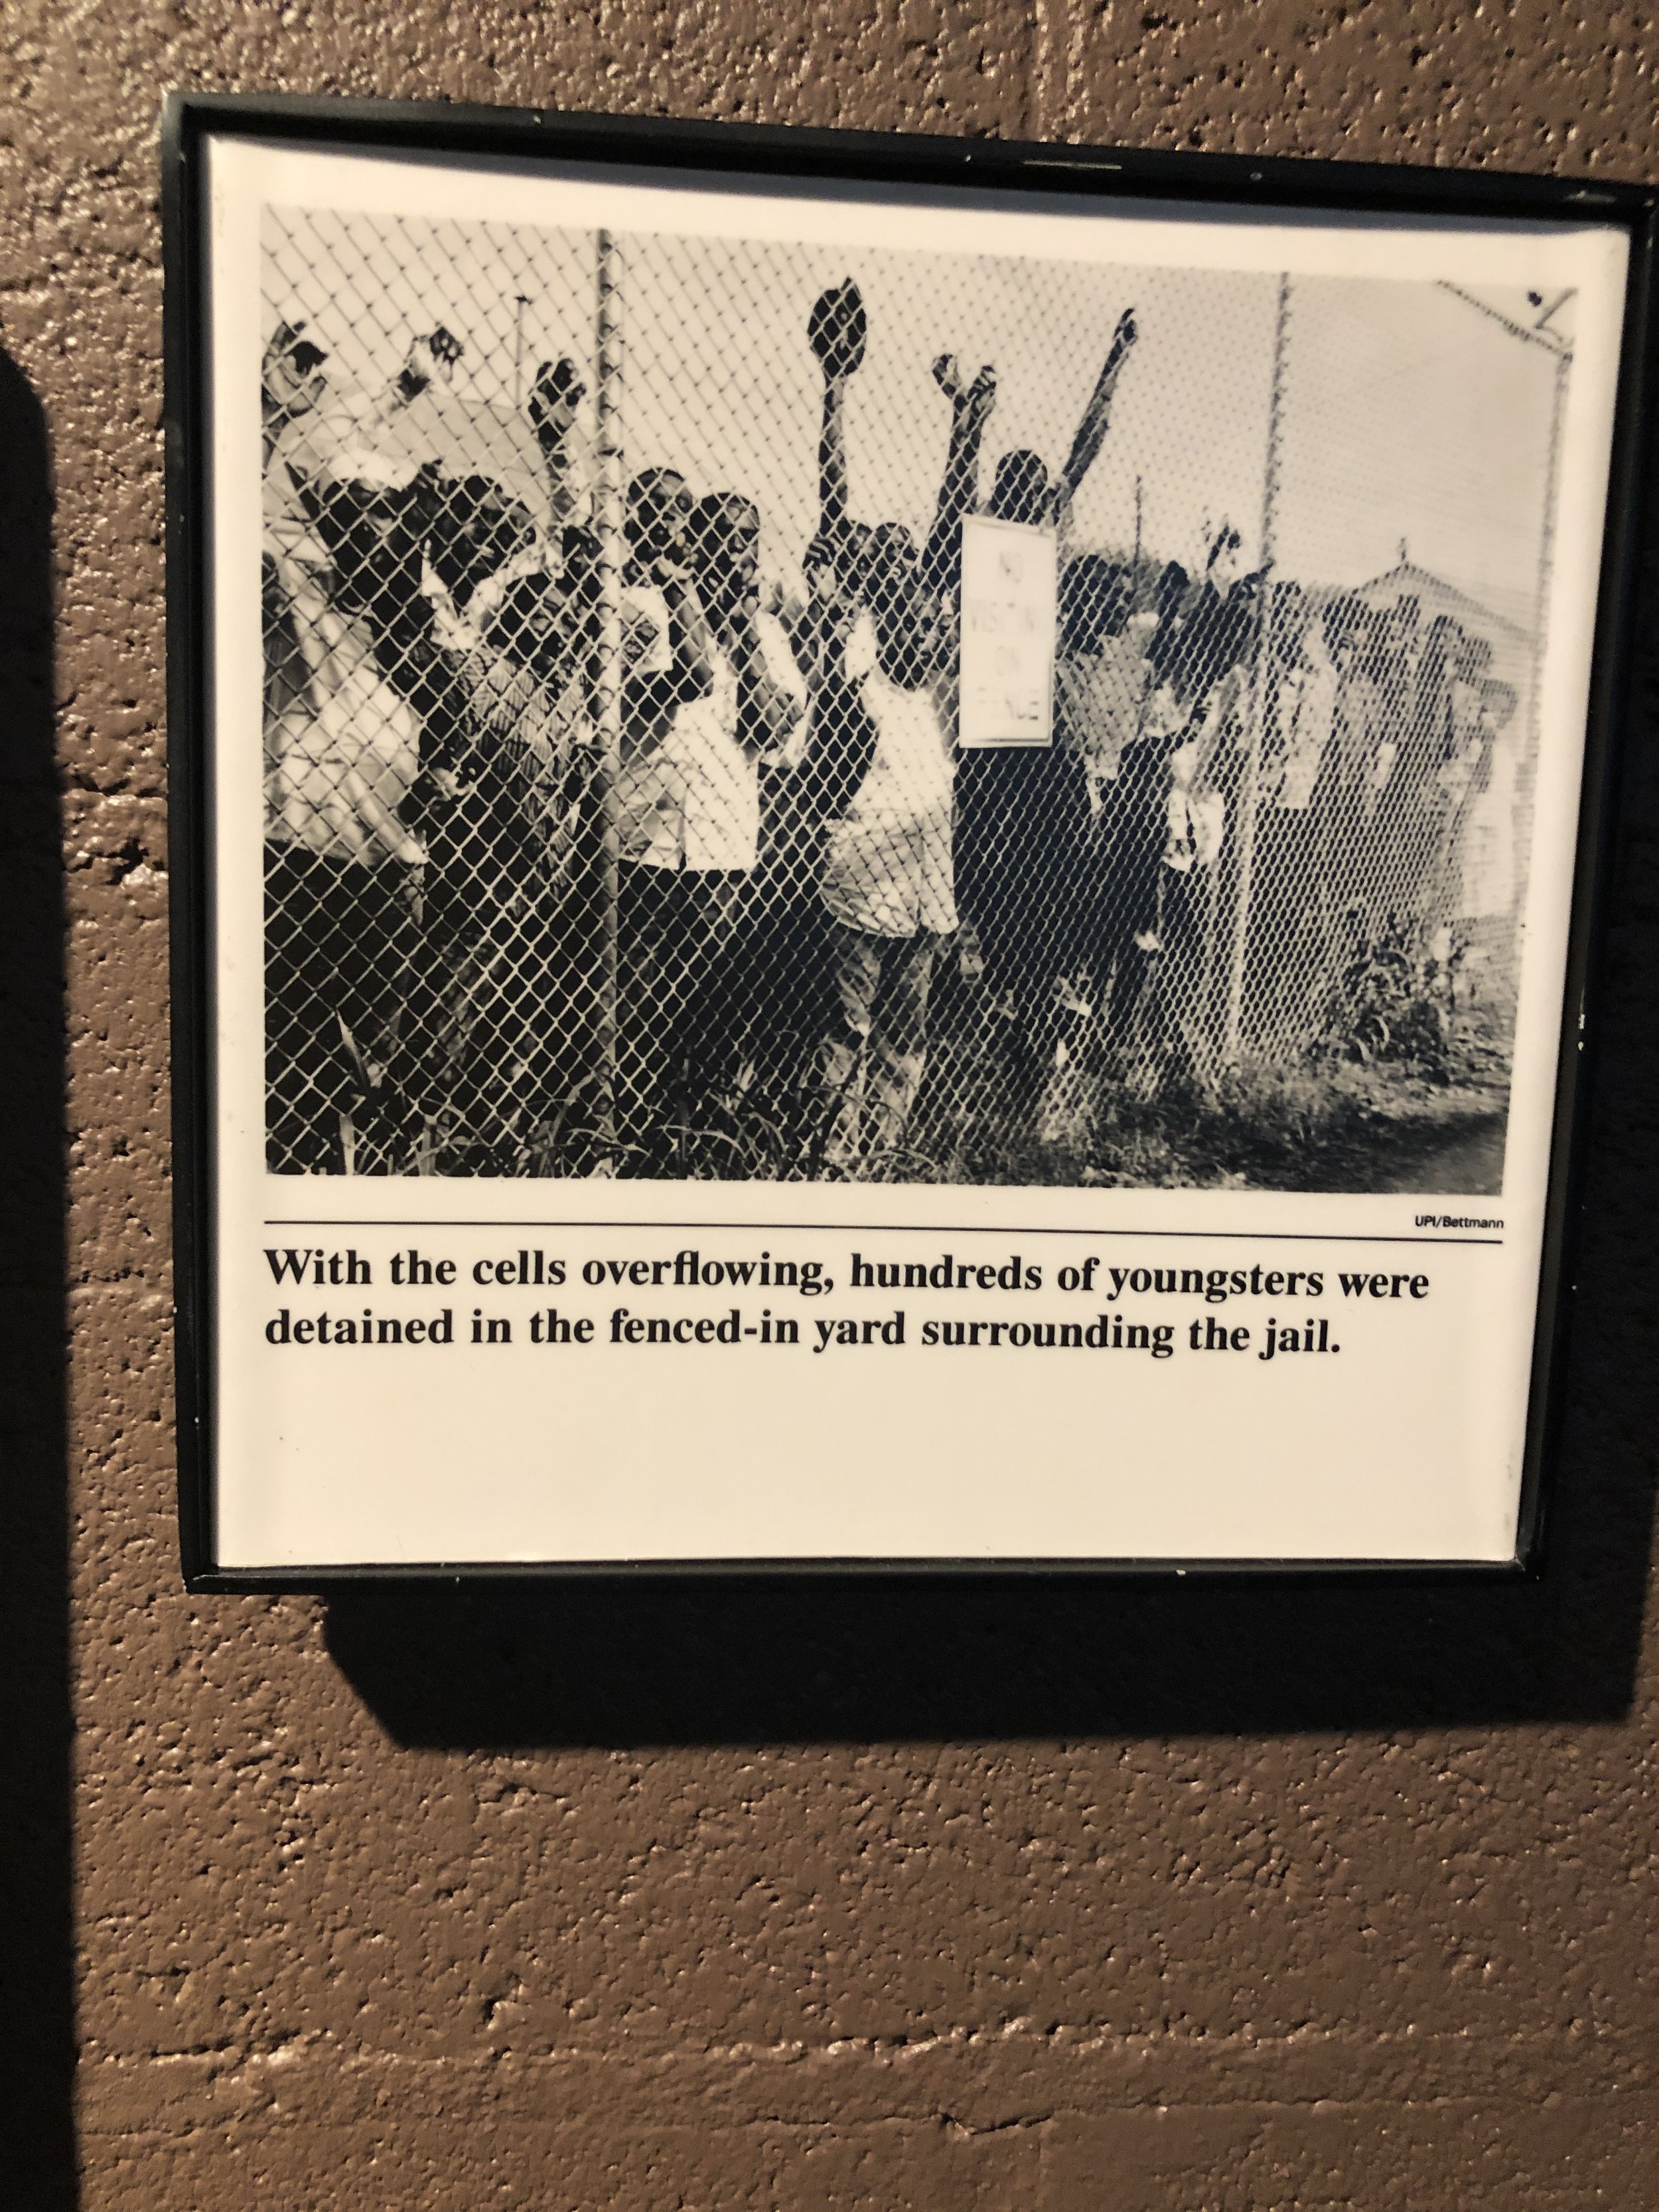 NO
UPI/Bettmann
With the cells overflowing, hundreds of youngsters were
detained in the fenced-in yard surrounding the jail.